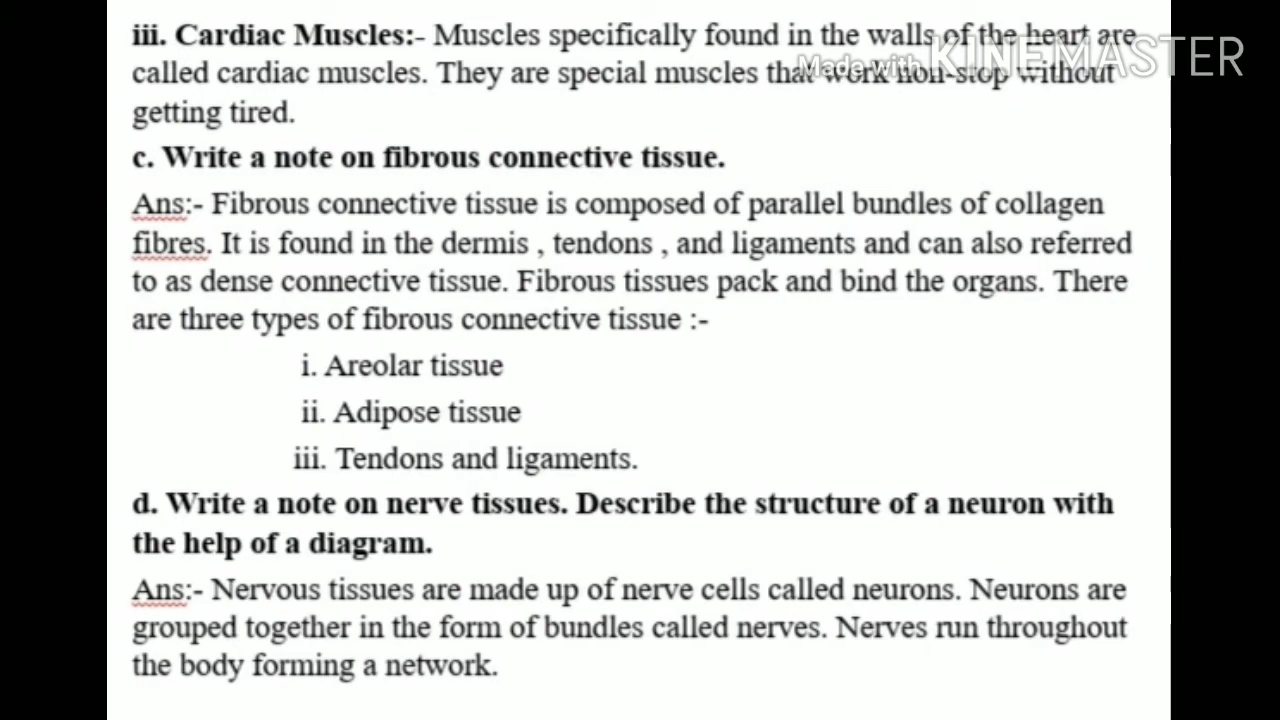 iii. Cardiac Muscles:- Muscles specifically found in the walls of the heart are
called cardiac muscles. They are special muscles that work non-stop without
getting tired.
Made with KINEMASTER
c. Write a note on fibrous connective tissue.
Ans:- Fibrous connective tissue is composed of parallel bundles of collagen
fibres. It is found in the dermis , tendons , and ligaments and can also referred
to as dense connective tissue. Fibrous tissues pack and bind the organs. There
are three types of fibrous connective tissue :-
i. Areolar tissue
ii. Adipose tissue
iii. Tendons and ligaments.
d. Write a note on nerve tissues. Describe the structure of a neuron with
the help of a diagram.
Ans:- Nervous tissues are made up of nerve cells called neurons. Neurons are
grouped together in the form of bundles called nerves. Nerves run throughout
the body forming a network.